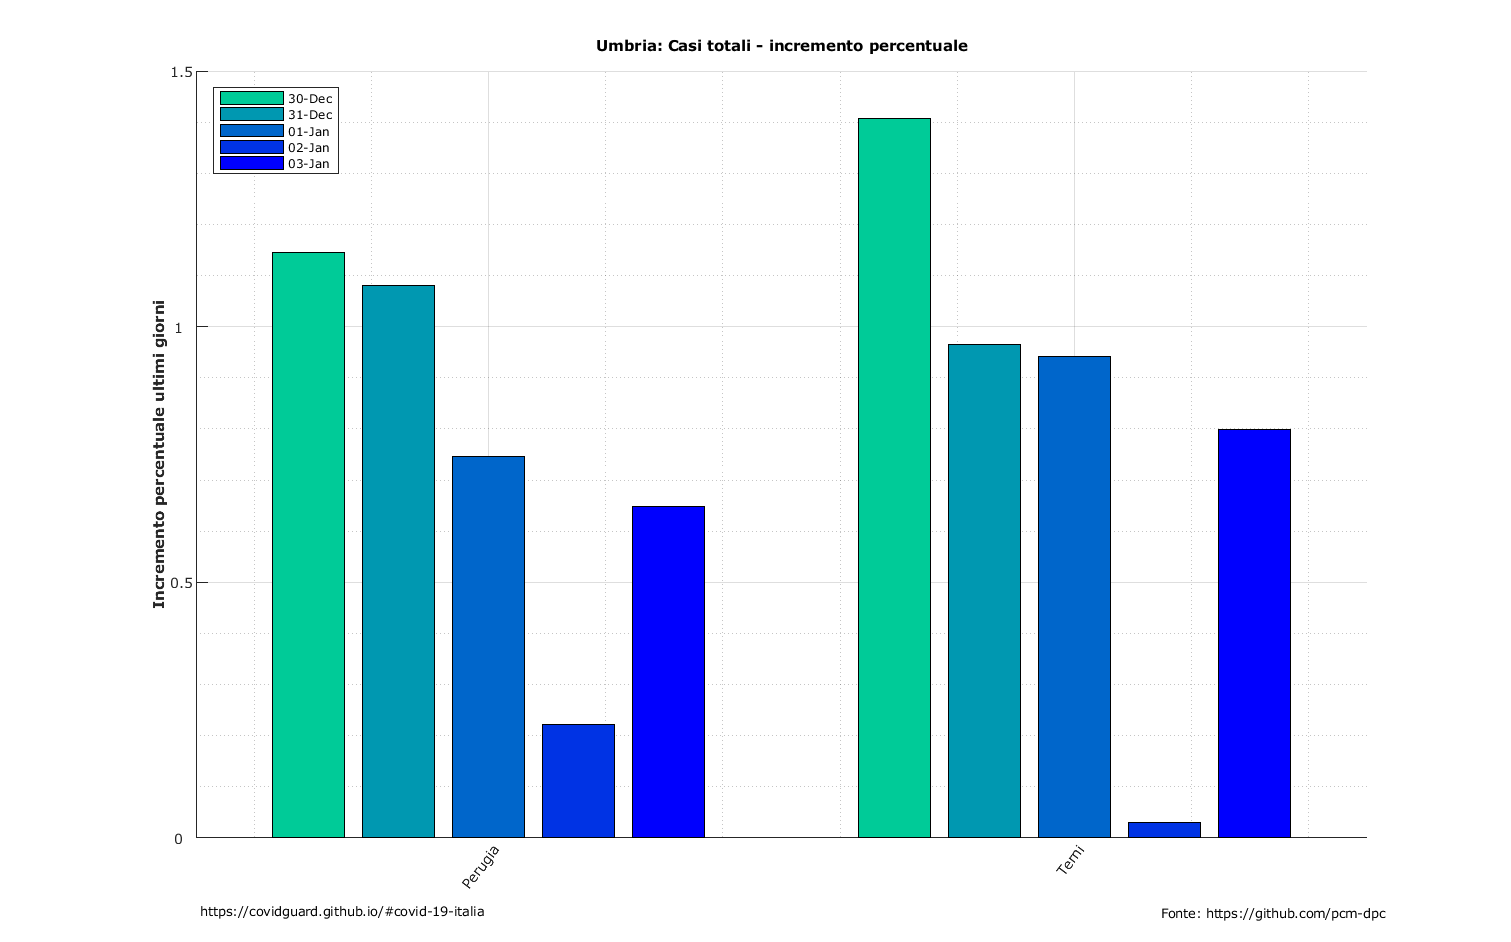 Umbria: Casi totali - incremento percentuale
1.5
30-Dec
31-Dec
01-Jan
02-Jan
03-Jan
Incremento percentuale ultimi giorni
1
0.5
0
Perugia
Terni
https://covidguard.github.io/#covid-19-italia
Fonte: https://github.com/pcm-dpc